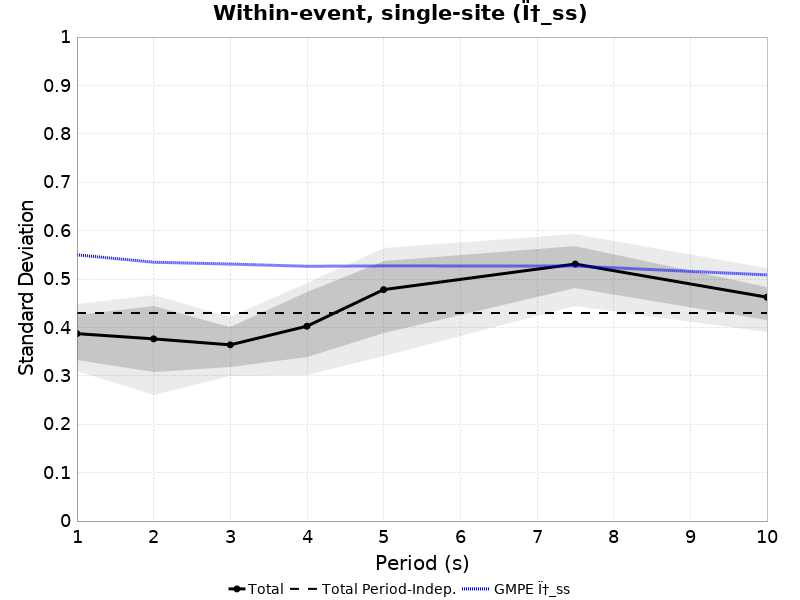 Within-event, single-site (Ï†_ss)
1
0.9
0.8
0.7
0.6
0.5
0.4
0.3
0.2
0.1
0
Standard Deviation
1 2 3 4 5 6 7 8 9 10
Period (s)
Total Total Period-Indep. GMPE Ï†_ss